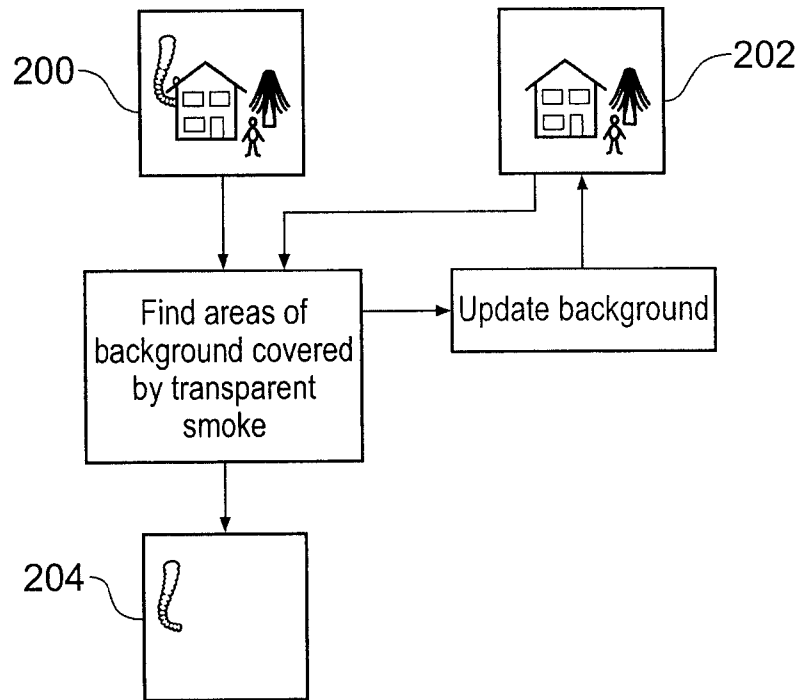 200
202
Find areas of
background covered
by transparent
smoke
Update background
204